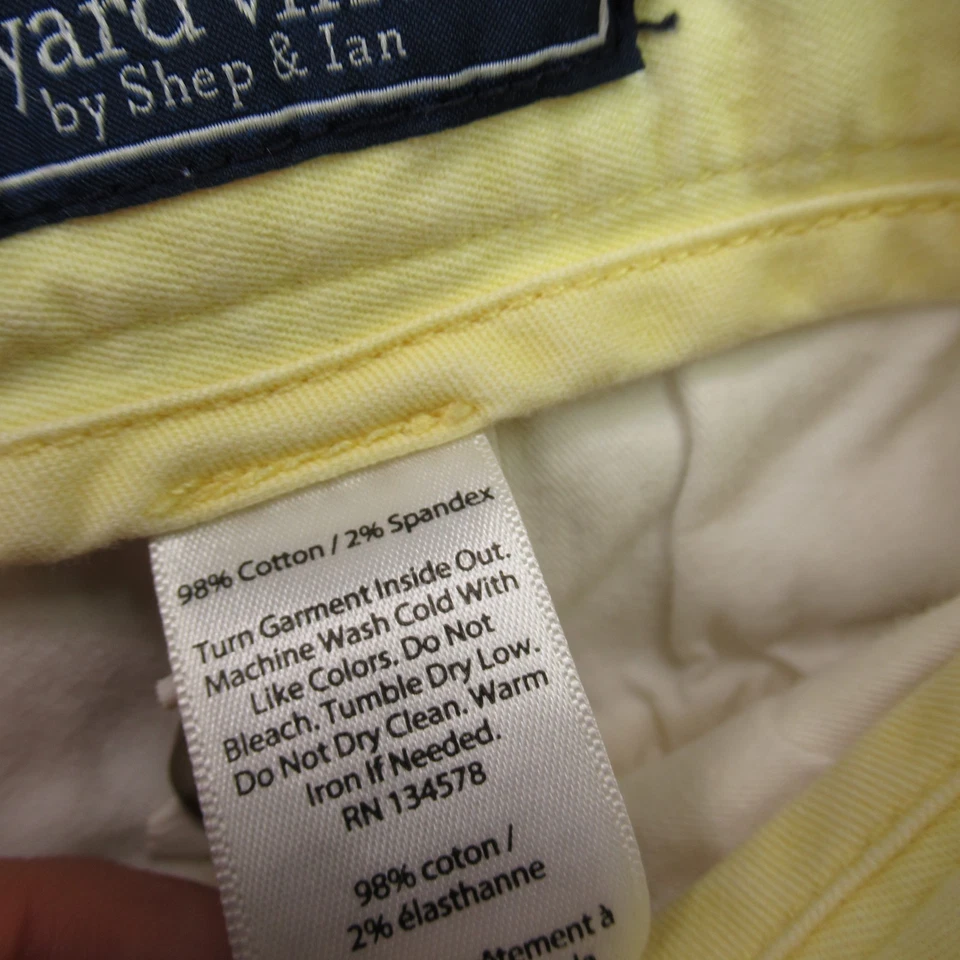 by Shep & Ian
98% Cotton / 2% Spandex
Turn Garment Inside Out.
Machine Wash Cold With
Like Colors. Do Not
Bleach. Tumble Dry Low.
Do Not Dry Clean. Warm
Iron If Needed.
RN 134578
98% coton /
2% élasthanne
à